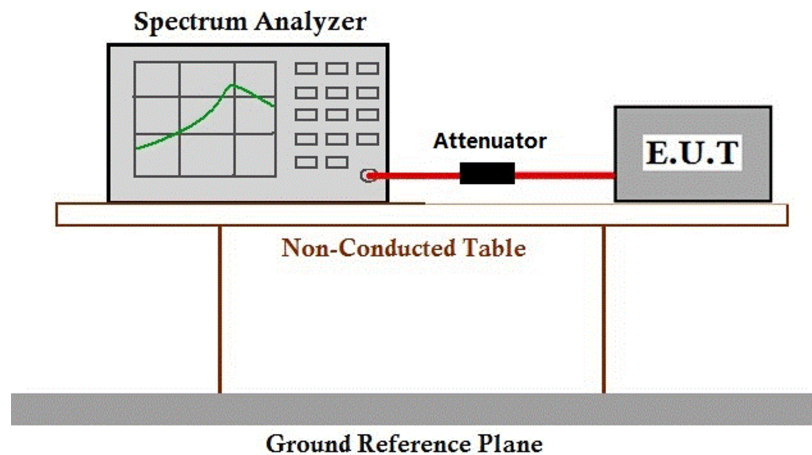 Spectrum Analyzer
Attenuator
E.U.T
Non-Conducted Table
Ground Reference Plane